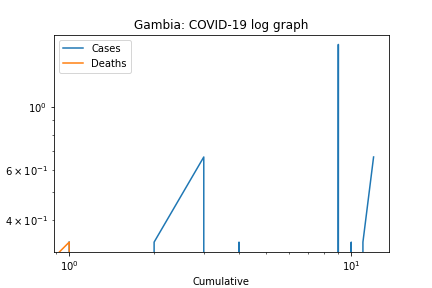 Gambia: COVID-19 log graph
Cases
Deaths
10⁰
6 × 10⁻¹
4 × 10⁻¹
10⁰
10¹
Cumulative